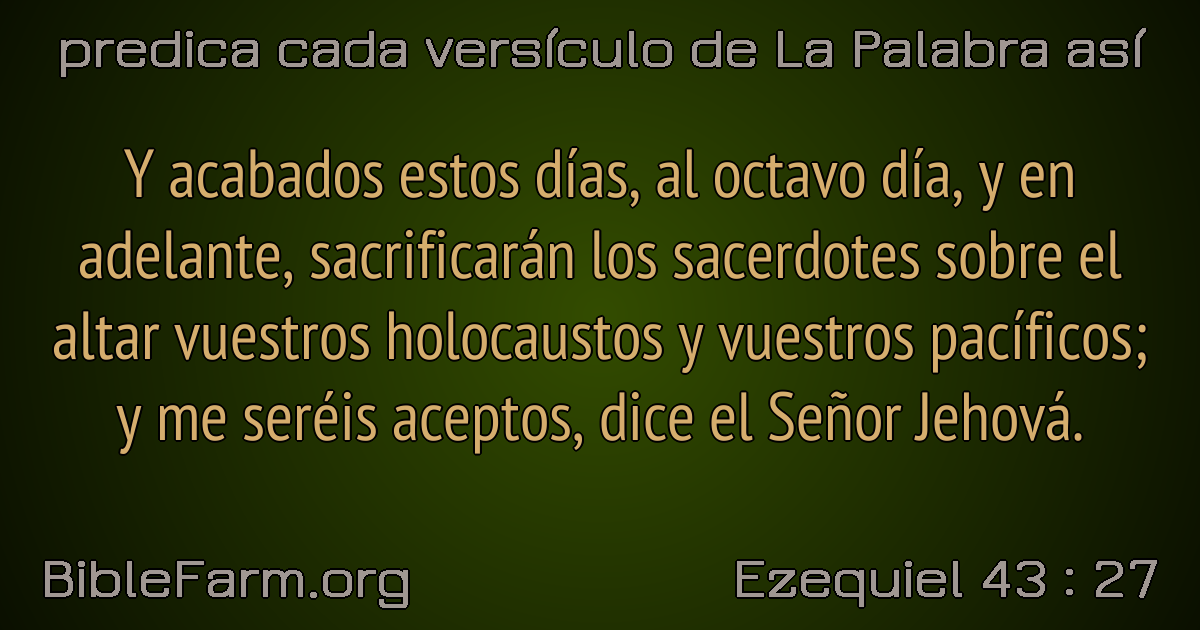 predica cada versículo de La Palabra así
Y acabados estos días, al octavo día, y en
adelante, sacrificarán los sacerdotes sobre el
altar vuestros holocaustos y vuestros pacíficos;
y me seréis aceptos, dice el Señor Jehová.
BibleFarm.org
Ezequiel 43 : 27